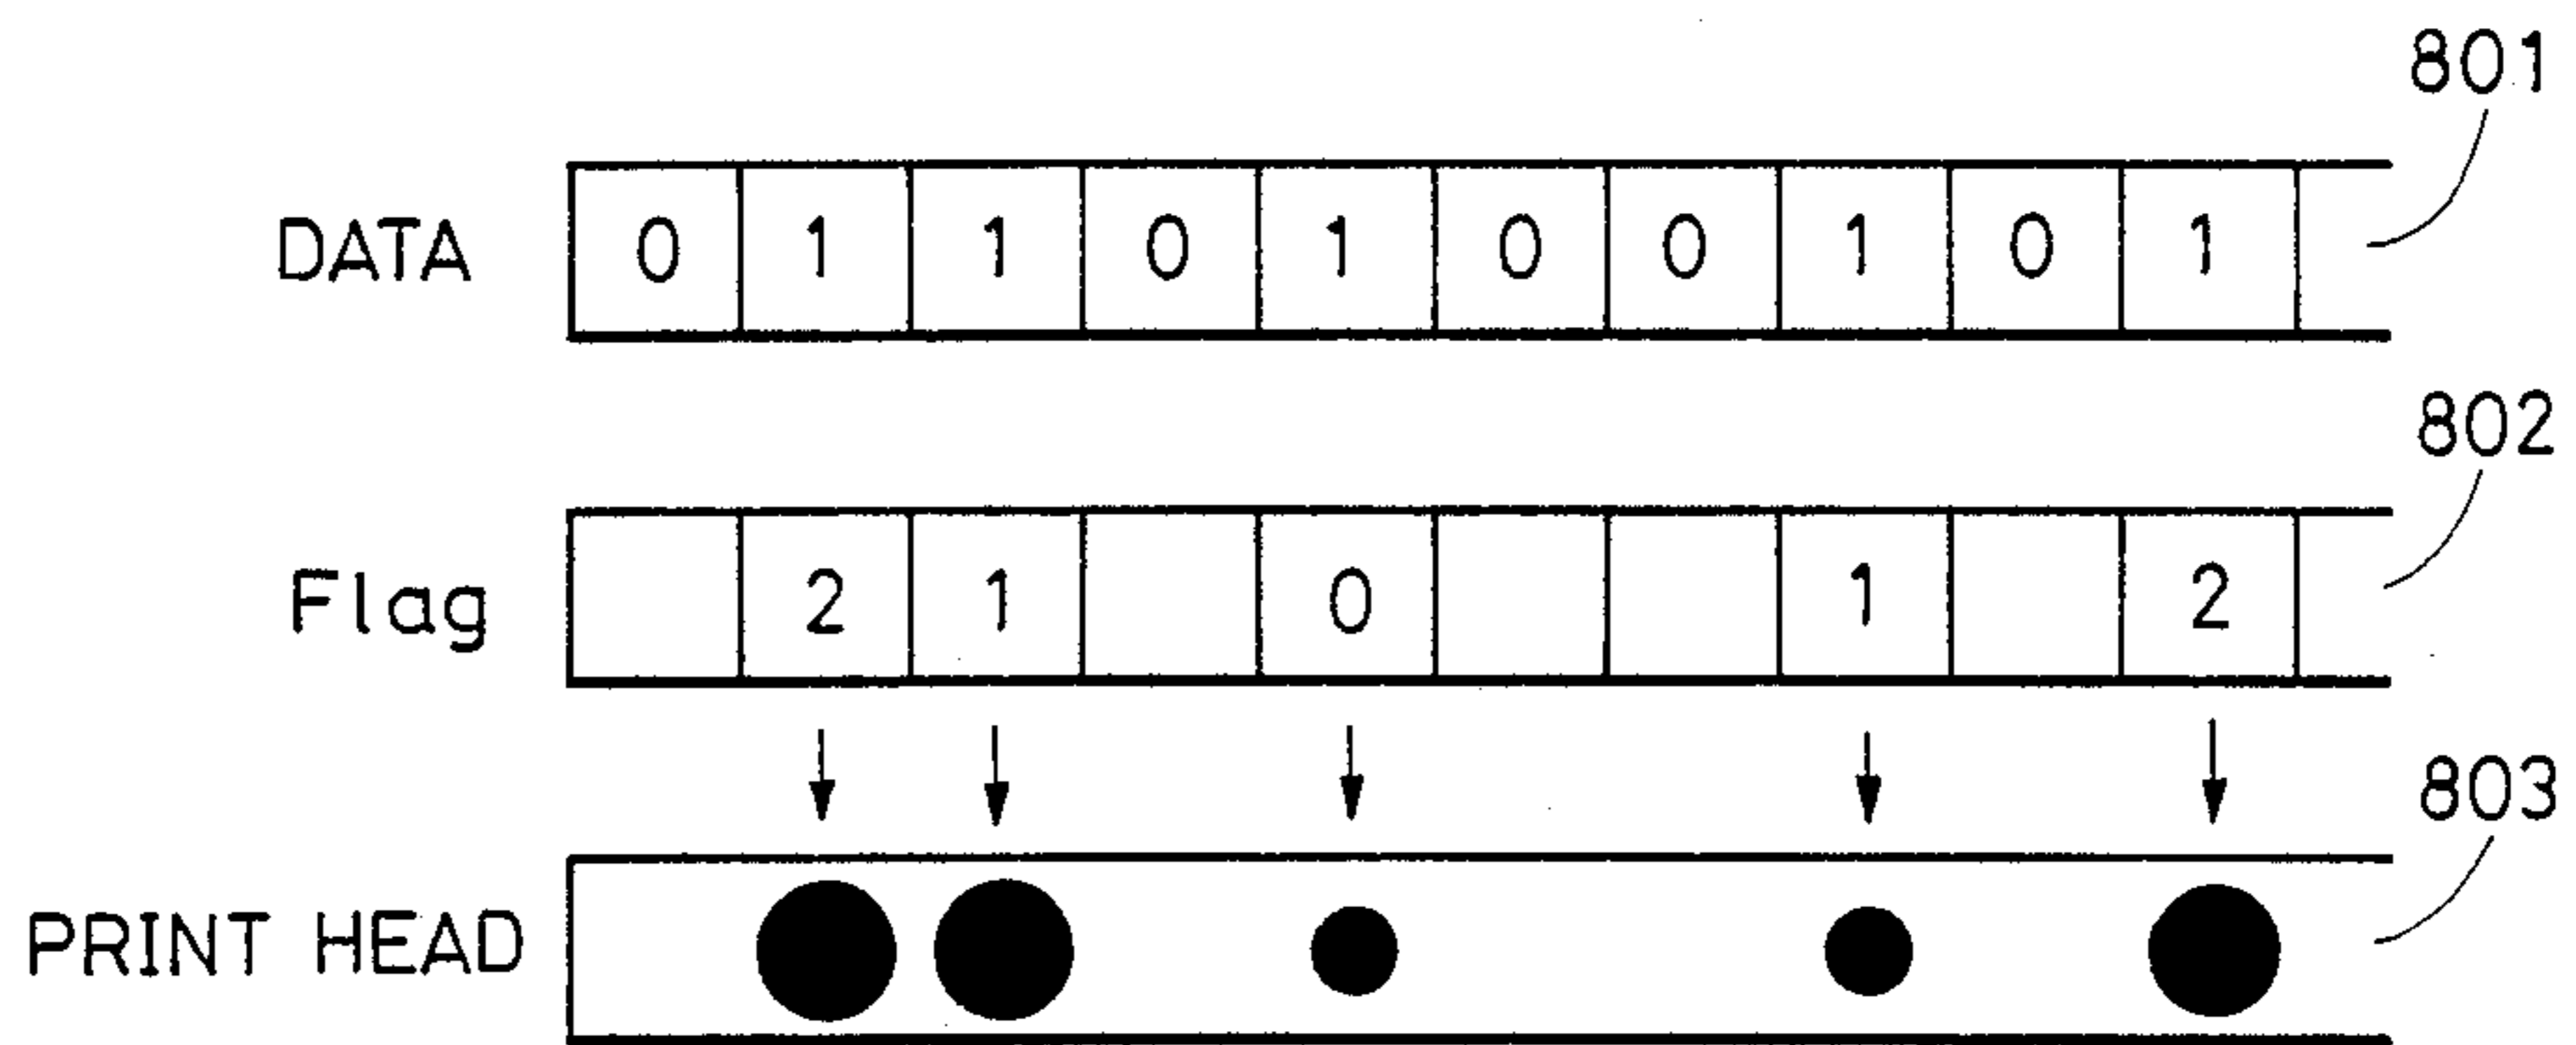 801
DATA 0 1 1 0 1 0 0 1 0 1
802
Flag 2 1 0 1 2
803
PRINT HEAD